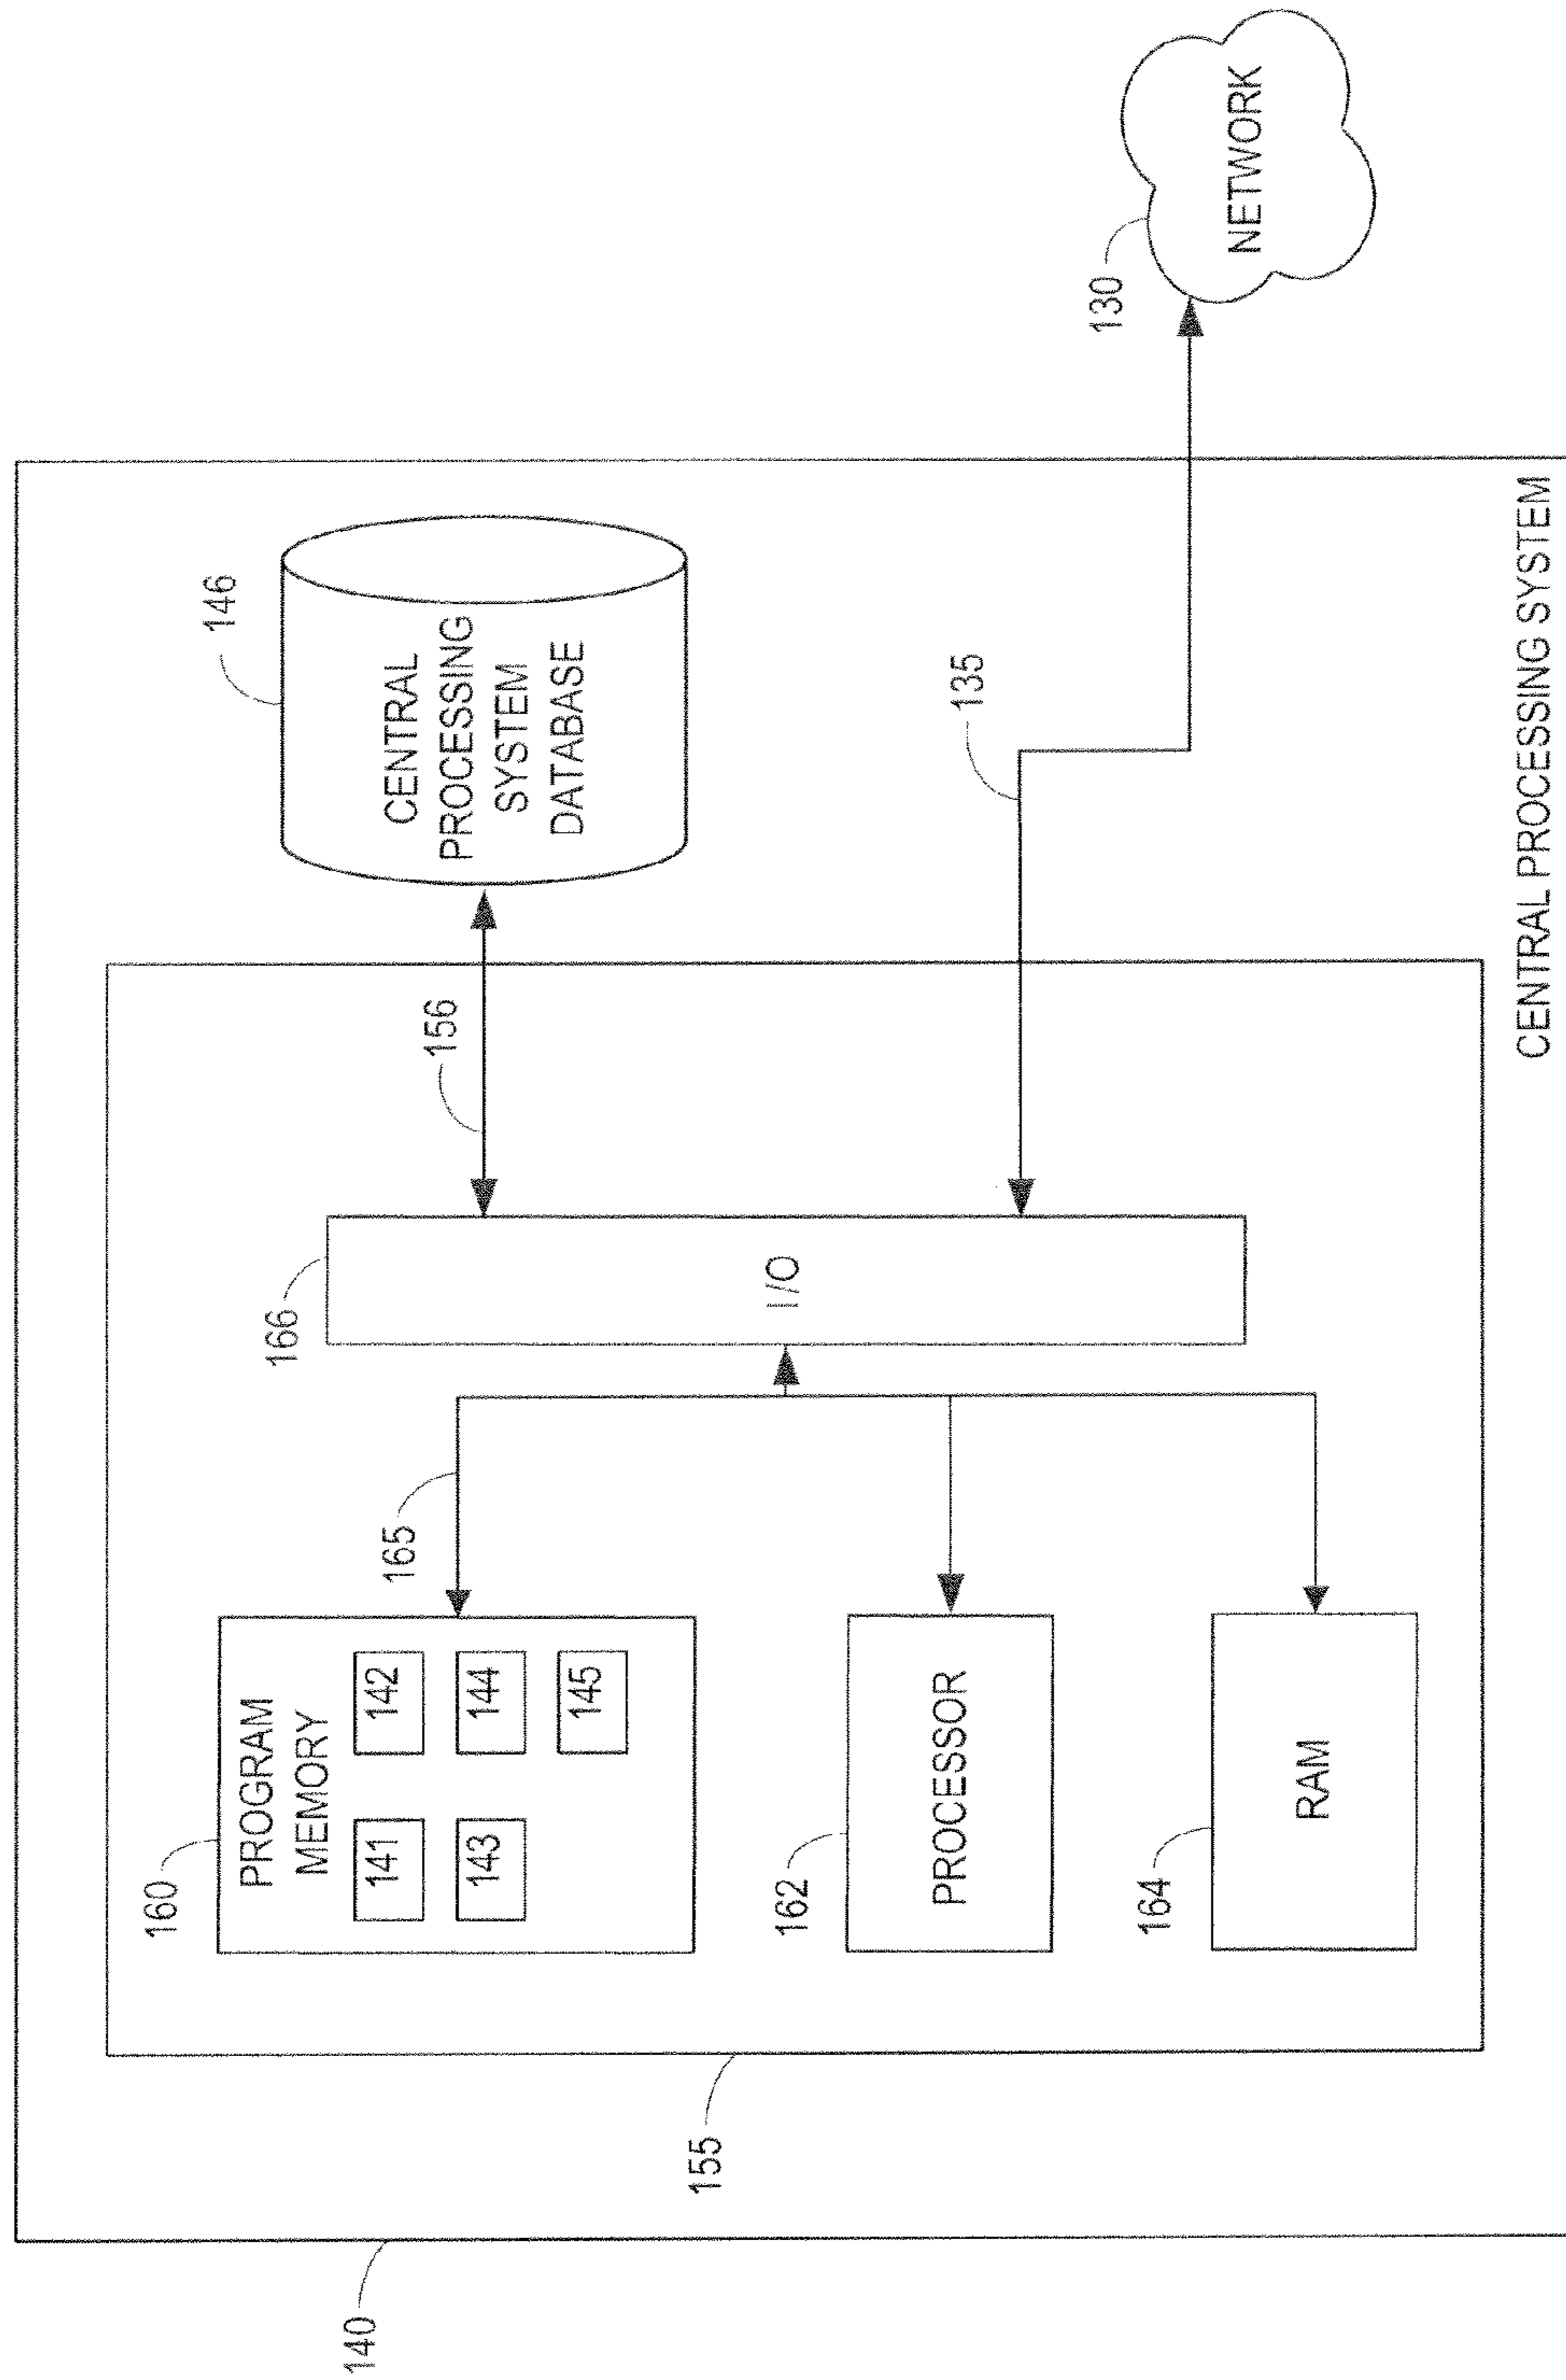 140
155
160
PROGRAM
MEMORY
141
142
143
144
145
165
166
156
146
CENTRAL
PROCESSING
SYSTEM
DATABASE
162
PROCESSOR
I/O
135
164
RAM
130
NETWORK
CENTRAL PROCESSING SYSTEM